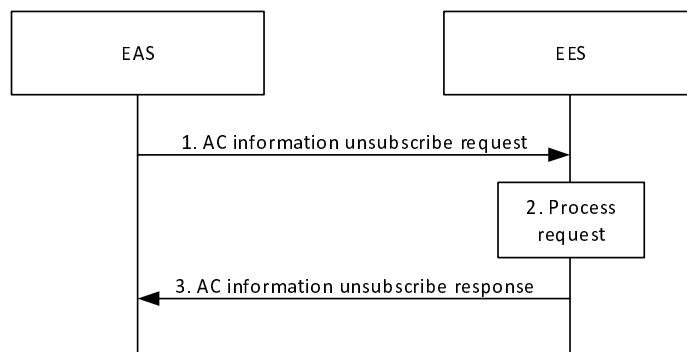 EAS
EES
1. AC information unsubscribe request
2. Process
request
3. AC information unsubscribe response